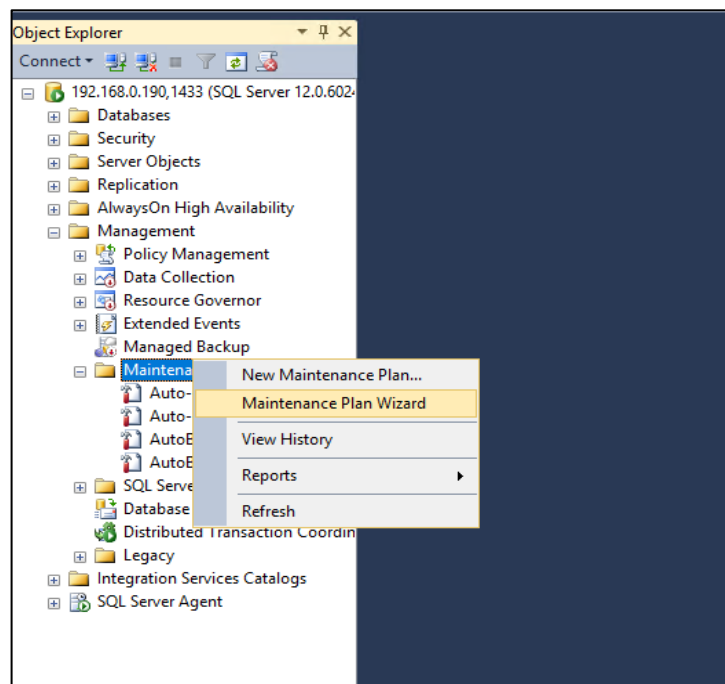 Object Explorer
Connect
192.168.0.190,1433 (SQL Server 12.0.602
Databases
Security
Server Objects
Replication
AlwaysOn High Availability
Management
Policy Management
Data Collection
Resource Governor
Extended Events
Managed Backup
Maintena
New Maintenance Plan...
Auto-
Maintenance Plan Wizard
Auto-
AutoB
View History
AutoB
Reports
SQL Serve
Database
Refresh
Distributed Transaction Coordin
Legacy
Integration Services Catalogs
SQL Server Agent